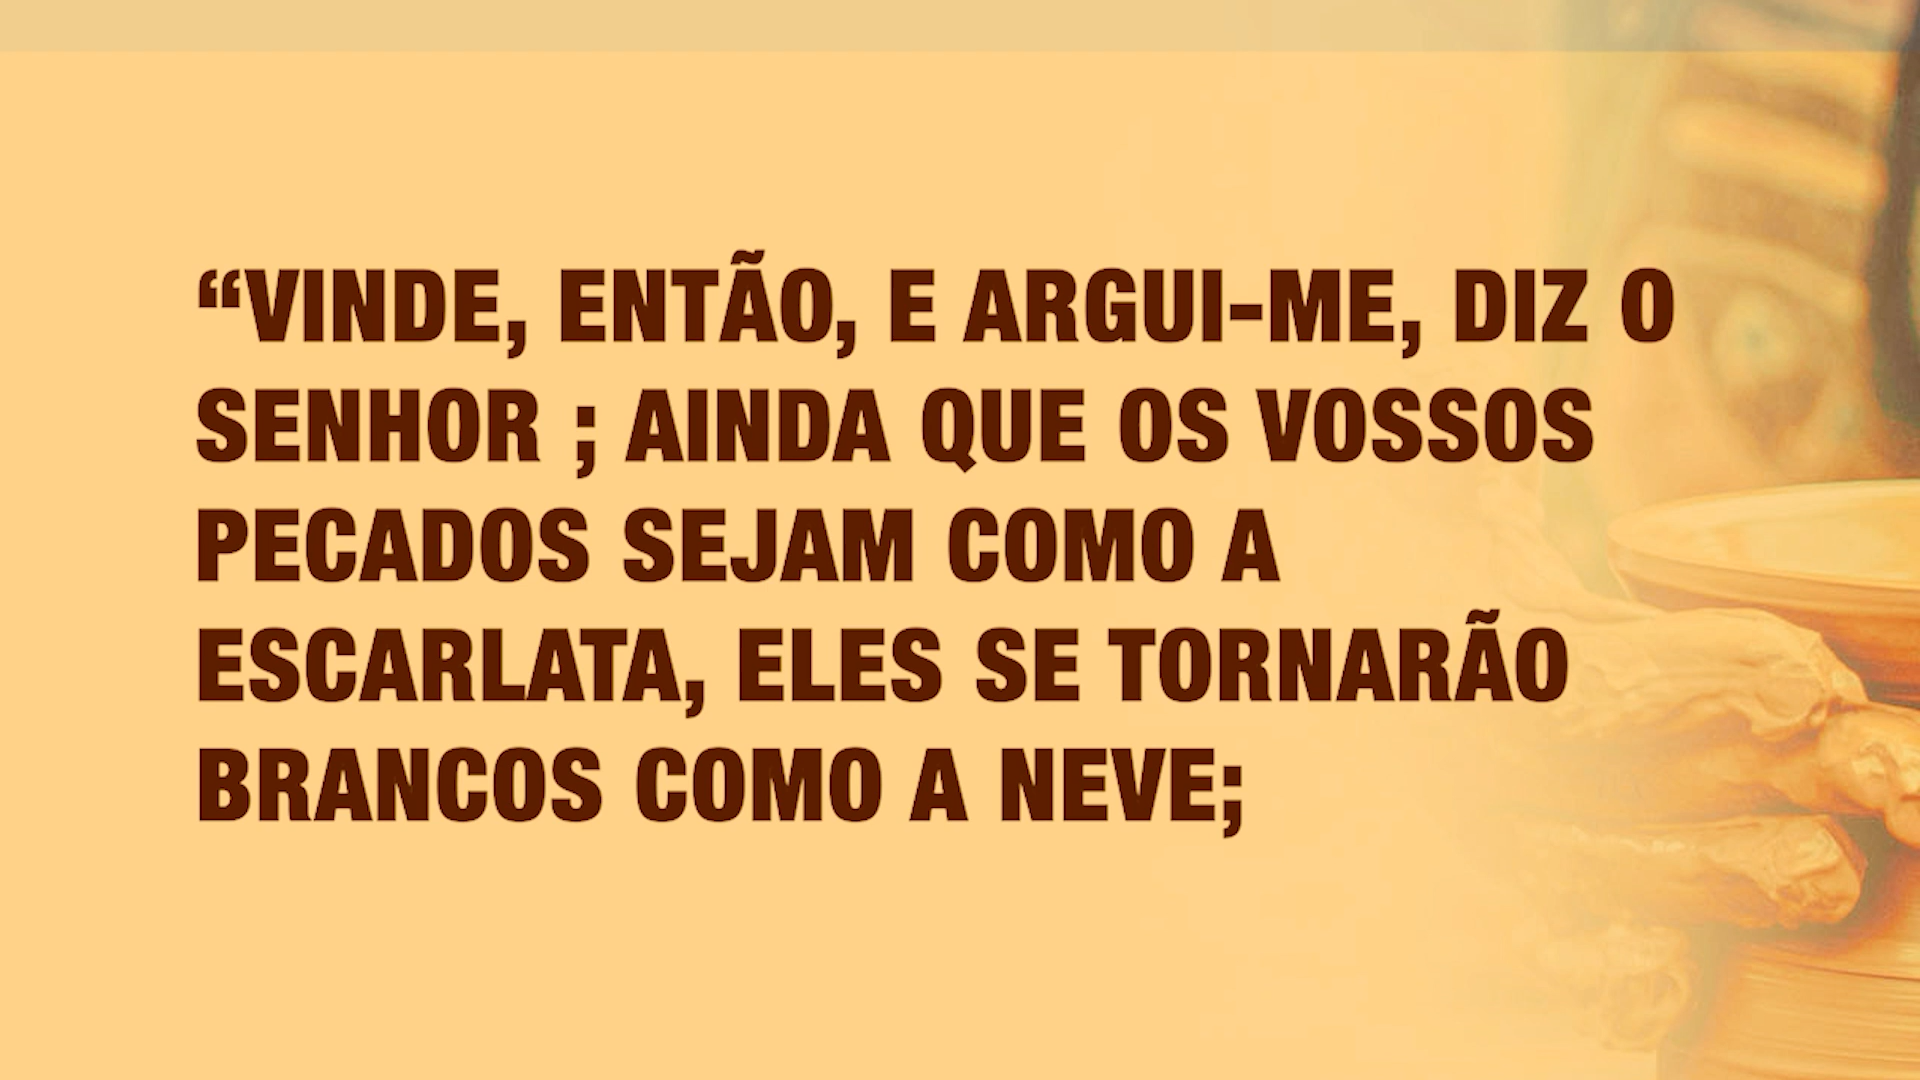 “VINDE, ENTÃO, E ARGUI-ME, DIZ O
SENHOR ; AINDA QUE OS VOSSOS
PECADOS SEJAM COMO A
ESCARLATA, ELES SE TORNARÃO
BRANCOS COMO A NEVE;